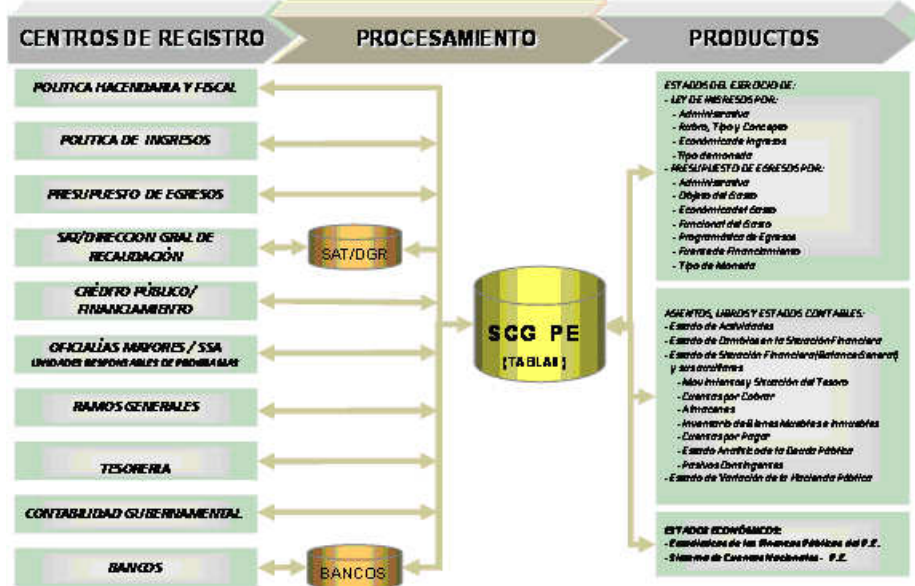 CENTROS DE REGISTRO
PROCESAMIENTO
PRODUCTOS
POLITICA HACENDARIA Y FISCAL
POLITICA DE INGRESOS
PRESUPUESTO DE EGRESOS
SAT/DIRECCION GRAL DE
RECAUDACIÓN
CRÉDITO PÚBLICO/
FINANCIAMIENTO
OFICIALÍAS MAYORES / SSA
UNIDADES RESPONSABLES DE PROGRAMAS
RAMOS GENERALES
TESORERIA
CONTABILIDAD GUBERNAMENTAL
BANCOS
SAT/DGR
BANCOS
SCG PE
(TABLAS)
ESTADOS DEL EJERCICIO DE:
- LEY DE INGRESOS POR:
- Administrativa
- Rubro, Tipo y Concepto
- Económica de Ingresos
- Tipo de moneda
- PRESUPUESTO DE EGRESOS POR:
- Administrativa
- Objeto del Gasto
- Económica del Gasto
- Funcional del Gasto
- Programática de Egresos
- Fuente de Financiamiento
- Tipo de Moneda
ASIENTOS, LIBROS Y ESTADOS CONTABLES:
- Estado de Actividades
- Estado de Cambios en la Situación Financiera
- Estado de Situación Financiera(Balance General)
y sus auxiliares
- Movimientos y Situación del Tesoro
- Cuentas por Cobrar
- Almacenes
- Inventario de Bienes Muebles e Inmuebles
- Cuentas por Pagar
- Estado Analítico de la Deuda Pública
- Pasivos Contingentes
- Estado de Variación de la Hacienda Pública
ESTADOS ECONÓMICOS:
- Estadísticas de las Finanzas Públicas del P.E.
- Sistema de Cuentas Nacionales - P.E.